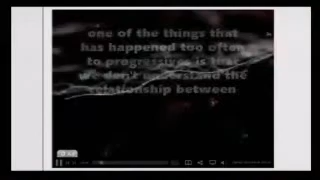 one of the things that
has happened too often
to progressives is that
we don't understand the
relationship between